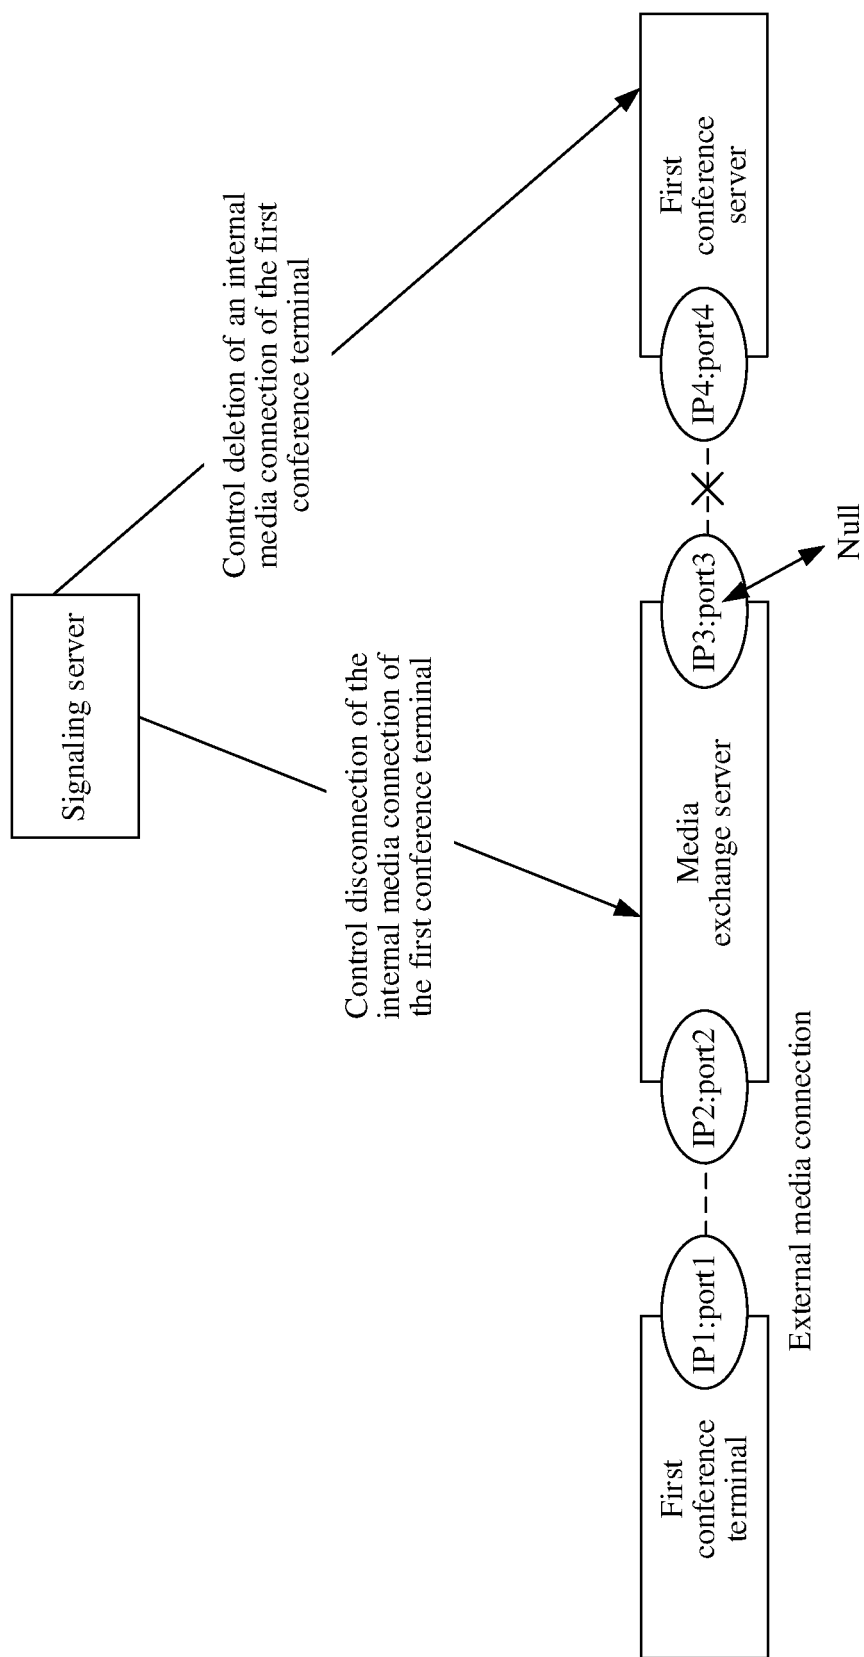 Signaling server
Control deletion of an internal
media connection of the first
conference terminal
Control disconnection of the
internal media connection of
the first conference terminal
First
conference
terminal
IP1:port1
IP2:port2
Media
exchange server
IP3:port3
IP4:port4
First
conference
server
External media connection
Null